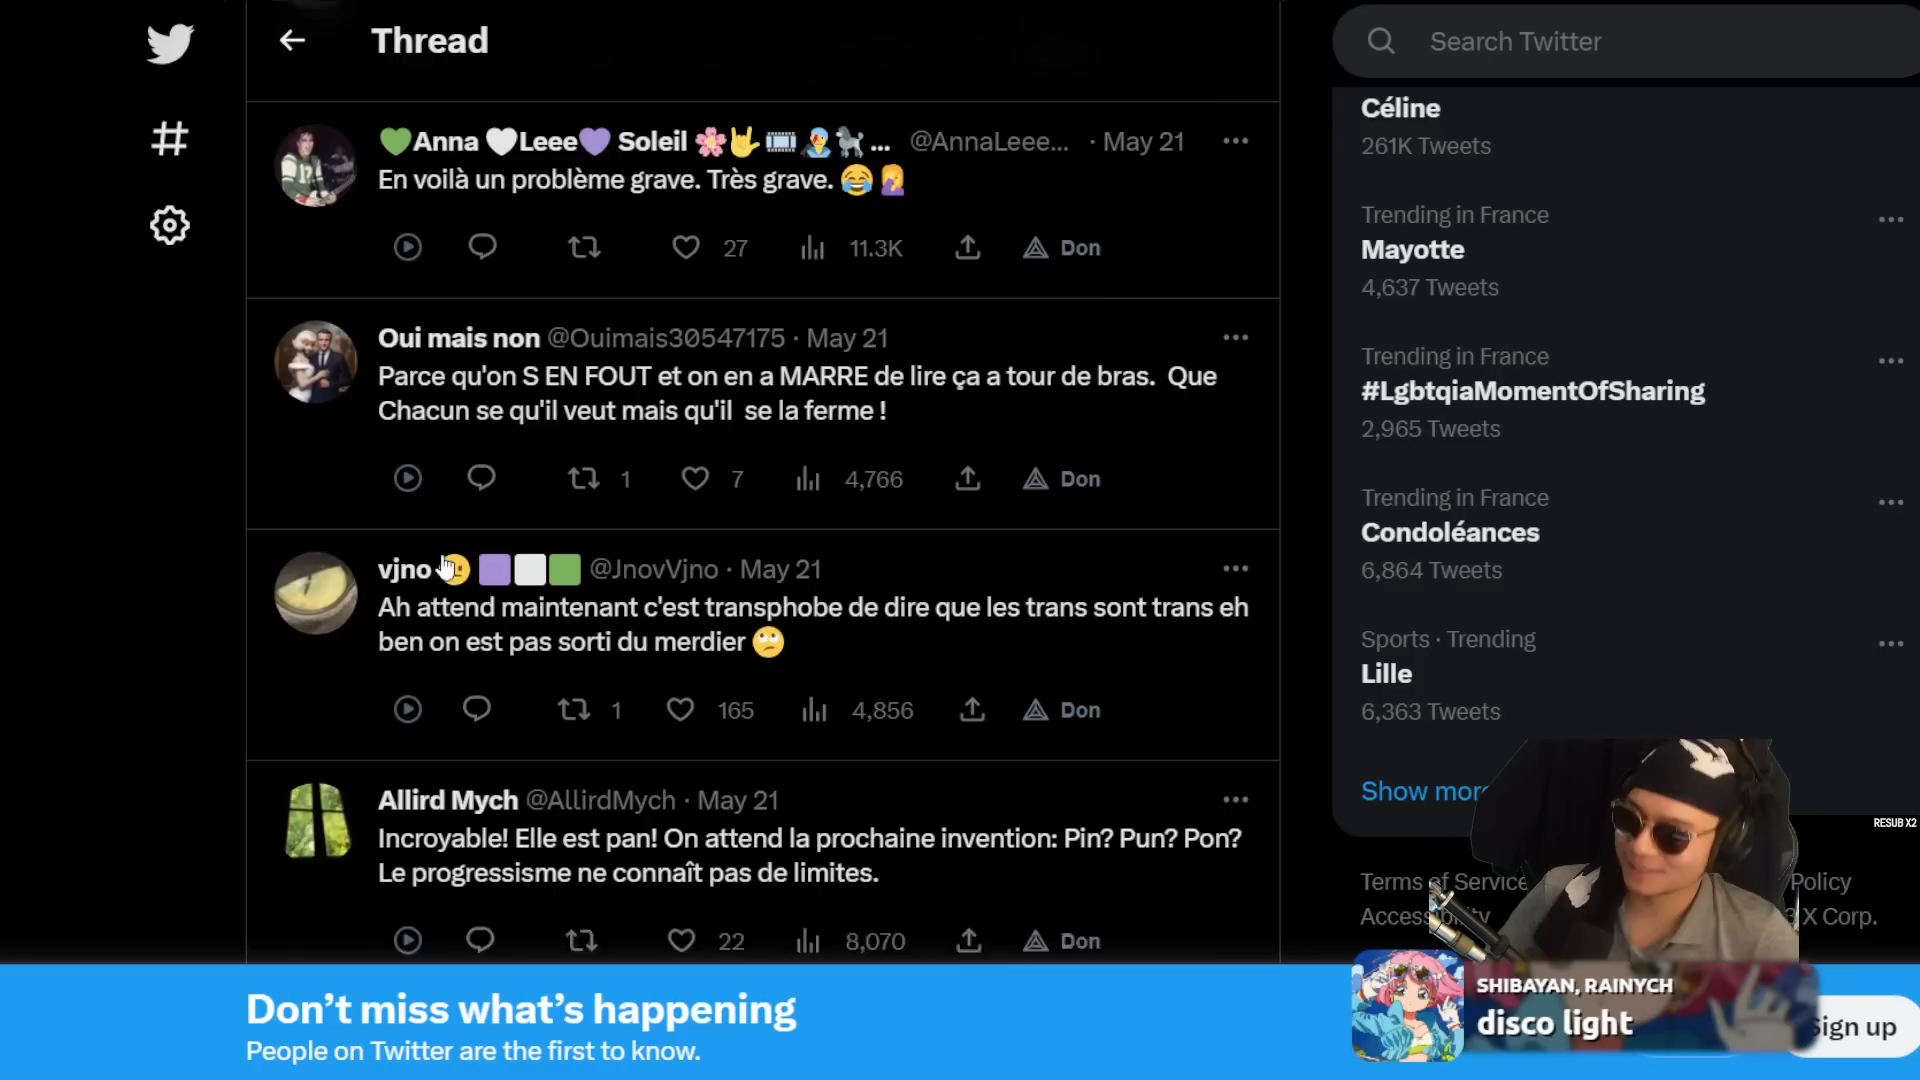 Thread
Search Twitter
💚Anna 🤍Leee💜 Soleil 🌸🤘🎞️🧑‍🍼🐩... @AnnaLeee... · May 21
En voilà un problème grave. Très grave. 😂🤦
27 11.3K Don
Oui mais non @Ouimais30547175 · May 21
Parce qu'on S EN FOUT et on en a MARRE de lire ça a tour de bras. Que
Chacun se qu'il veut mais qu'il se la ferme !
1 7 4,766 Don
vjno 🟪⬜🟩 @JnovVjno · May 21
Ah attend maintenant c'est transphobe de dire que les trans sont trans eh
ben on est pas sorti du merdier 🙄
1 165 4,856 Don
Allird Mych @AllirdMych · May 21
Incroyable! Elle est pan! On attend la prochaine invention: Pin? Pun? Pon?
Le progressisme ne connaît pas de limites.
22 8,070 Don
Céline
261K Tweets
Trending in France
Mayotte
4,637 Tweets
Trending in France
#LgbtqiaMomentOfSharing
2,965 Tweets
Trending in France
Condoléances
6,864 Tweets
Sports · Trending
Lille
6,363 Tweets
Show more
RESUB X2
Terms of Service Policy
Accessibility X Corp.
Don't miss what's happening
People on Twitter are the first to know.
SHIBAYAN, RAINYCH
disco light
Sign up